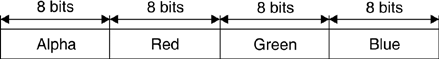 8 bits 8 bits 8 bits 8 bits
Alpha Red Green Blue